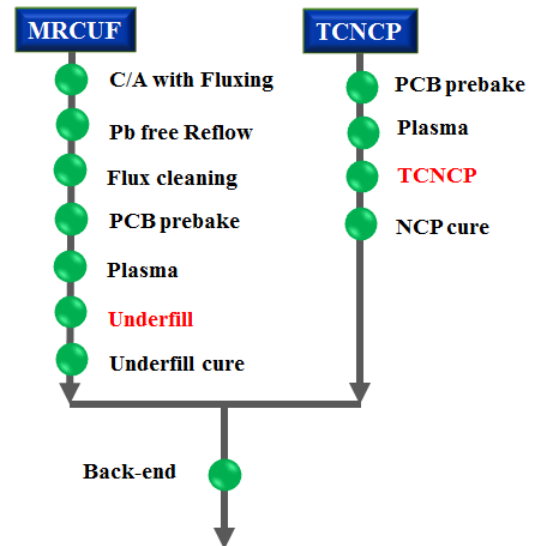 MRCUF
C/A with Fluxing
Pb free Reflow
Flux cleaning
PCB prebake
Plasma
Underfill
Underfill cure
TCNCP
PCB prebake
Plasma
TCNCP
NCP cure
Back-end